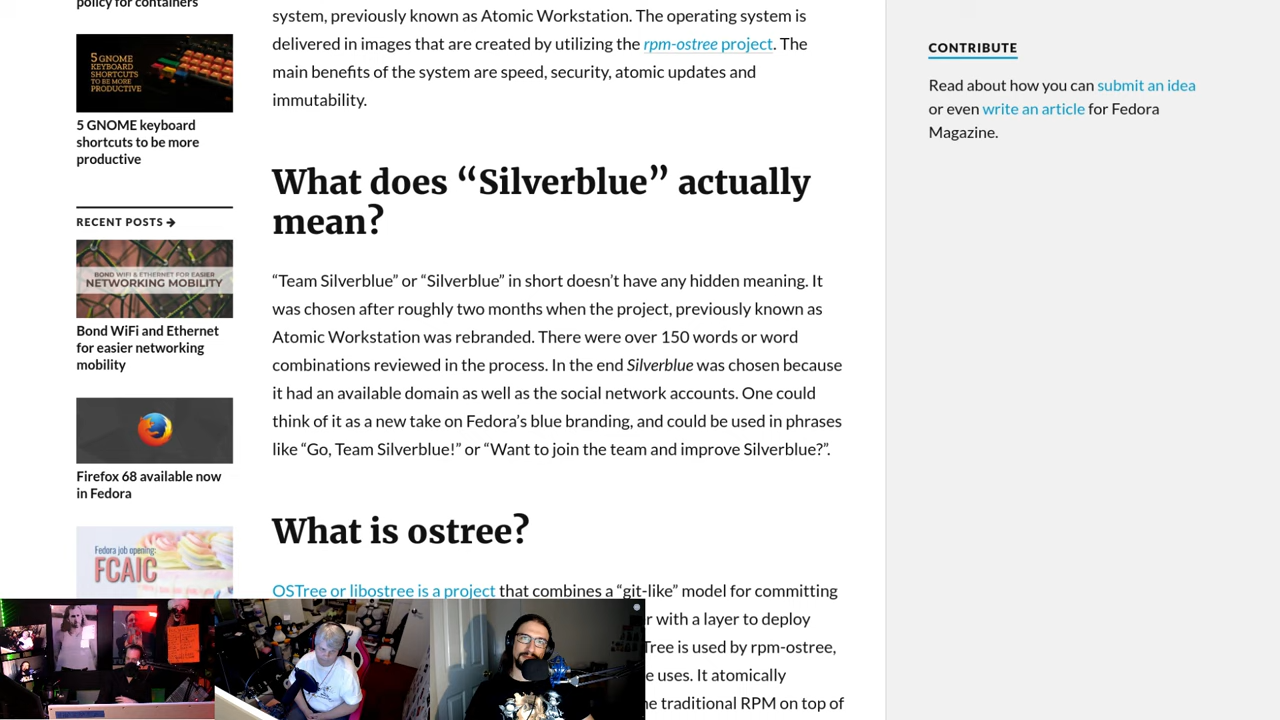 policy for containers
5 GNOME
KEYBOARD
SHORTCUTS
TO BE MORE
PRODUCTIVE
5 GNOME keyboard
shortcuts to be more
productive
RECENT POSTS →
BOND WIFI & ETHERNET FOR EASIER
NETWORKING MOBILITY
Bond WiFi and Ethernet
for easier networking
mobility
Firefox 68 available now
in Fedora
Fedora job opening:
FCAIC
system, previously known as Atomic Workstation. The operating system is
delivered in images that are created by utilizing the rpm-ostree project. The
main benefits of the system are speed, security, atomic updates and
immutability.
What does “Silverblue” actually
mean?
“Team Silverblue” or “Silverblue” in short doesn’t have any hidden meaning. It
was chosen after roughly two months when the project, previously known as
Atomic Workstation was rebranded. There were over 150 words or word
combinations reviewed in the process. In the end Silverblue was chosen because
it had an available domain as well as the social network accounts. One could
think of it as a new take on Fedora’s blue branding, and could be used in phrases
like “Go, Team Silverblue!” or “Want to join the team and improve Silverblue?”.
What is ostree?
OSTree or libostree is a project that combines a “git-like” model for committing
r with a layer to deploy
Tree is used by rpm-ostree,
e uses. It atomically
he traditional RPM on top of
CONTRIBUTE
Read about how you can submit an idea
or even write an article for Fedora
Magazine.